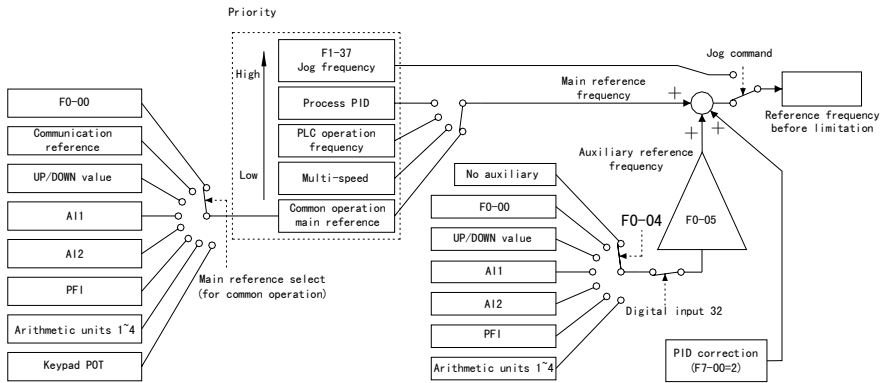 Priority
High
Low
F1-37
Jog frequency
Process PID
PLC operation
frequency
Multi-speed
Common operation
main reference
F0-00
Communication
reference
UP/DOWN value
AI1
AI2
PFI
Arithmetic units 1~4
Keypad POT
Main reference select
(for common operation)
Main reference
frequency
+
+
+
Jog command
Reference frequency
before limitation
Auxiliary reference
frequency
No auxiliary
F0-00
UP/DOWN value
AI1
AI2
PFI
Arithmetic units 1~4
F0-04
F0-05
Digital input 32
PID correction
(F7-00=2)